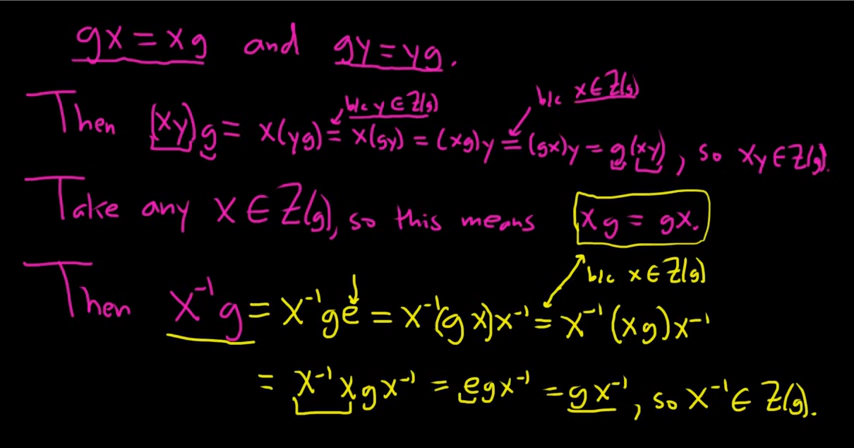 gx = xg and gy = yg.
b/c x∈Z(g)
b/c y∈Z(g)
Then (xy)g = x(yg) = x(gy) = (xg)y = (gx)y = g(xy), so xy∈Z(g).
Take any x∈Z(g), so this means xg = gx.
b/c x∈Z(g)
Then x⁻¹g = x⁻¹ge = x⁻¹(gx)x⁻¹ = x⁻¹(xg)x⁻¹
= x⁻¹xgx⁻¹ = egx⁻¹ = gx⁻¹, so x⁻¹∈Z(g).